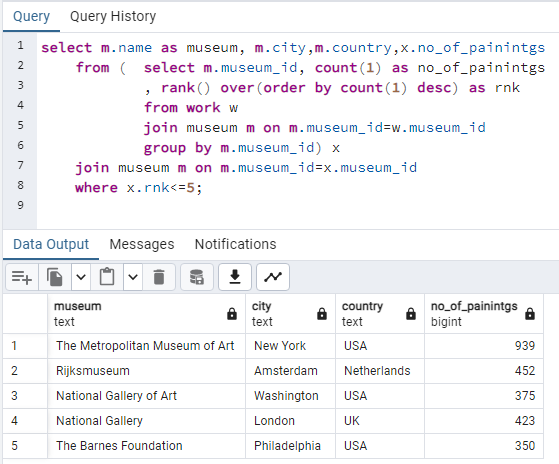 Query Query History
1 select m.name as museum, m.city,m.country,x.no_of_painintgs
2 from ( select m.museum_id, count(1) as no_of_painintgs
3 , rank() over(order by count(1) desc) as rnk
4 from work w
5 join museum m on m.museum_id=w.museum_id
6 group by m.museum_id) x
7 join museum m on m.museum_id=x.museum_id
8 where x.rnk<=5;
9
Data Output Messages Notifications
museum city country no_of_painintgs
text text text bigint
1 The Metropolitan Museum of Art New York USA 939
2 Rijksmuseum Amsterdam Netherlands 452
3 National Gallery of Art Washington USA 375
4 National Gallery London UK 423
5 The Barnes Foundation Philadelphia USA 350